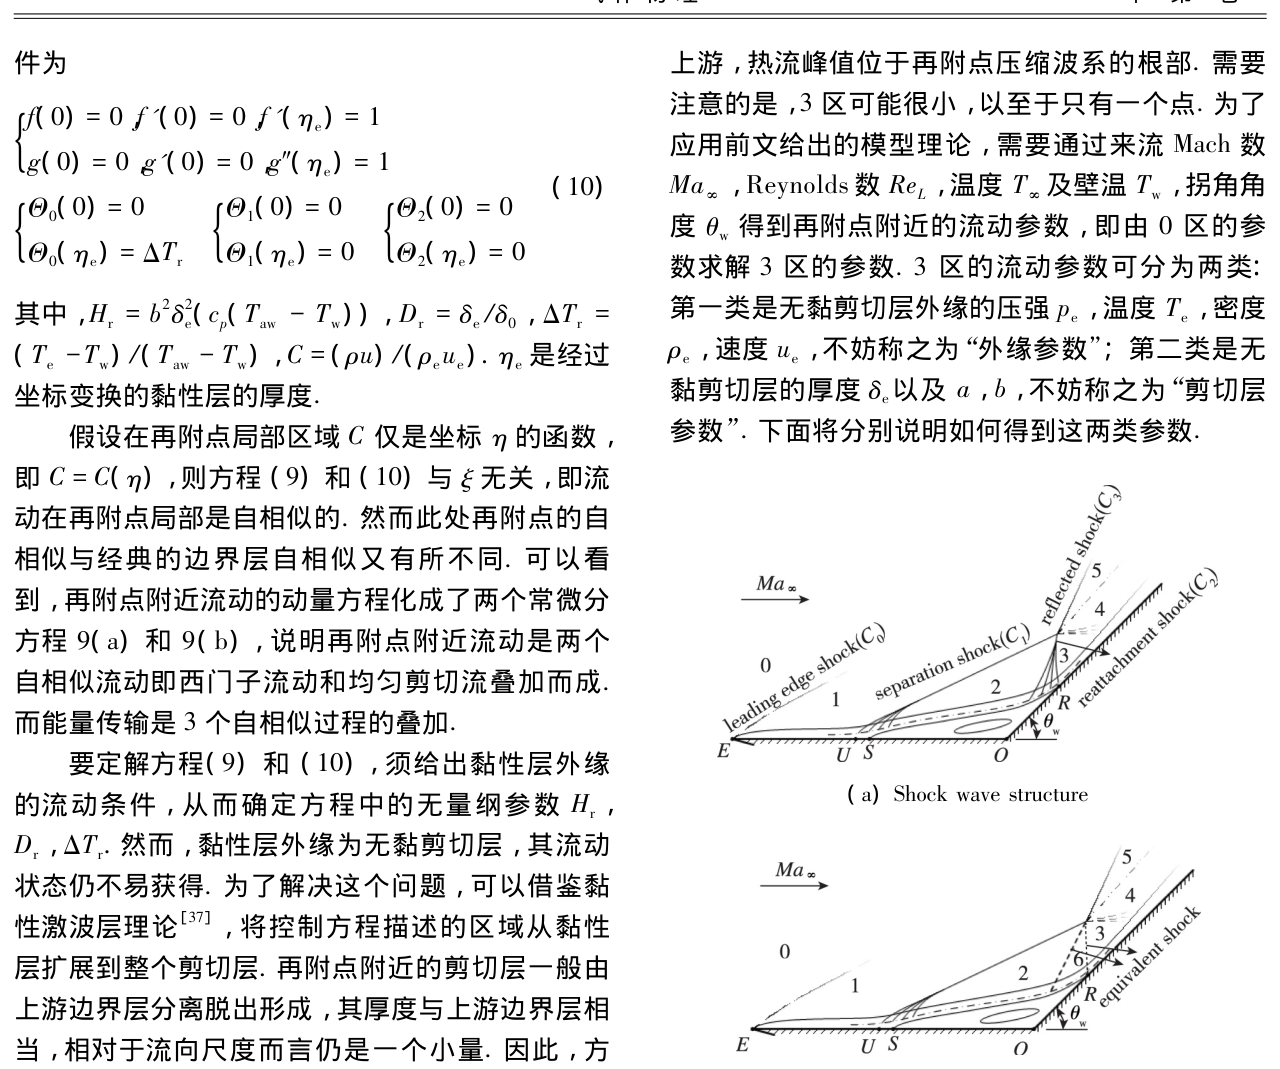 件为
f(0) = 0, f′(0) = 0, f′(ηe) = 1
g(0) = 0, g′(0) = 0, g″(ηe) = 1
(10)
Θ0(0) = 0 Θ1(0) = 0 Θ2(0) = 0
Θ0(ηe) = ΔTr Θ1(ηe) = 0 Θ2(ηe) = 0
其中,Hr = b²δe²(cp(Taw − Tw)),Dr = δe/δ0,ΔTr =
(Te − Tw)/(Taw − Tw),C = (ρu)/(ρeue). ηe 是经过
坐标变换的黏性层的厚度.
假设在再附点局部区域 C 仅是坐标 η 的函数,
即 C = C(η),则方程(9)和(10)与 ξ 无关,即流
动在再附点局部是自相似的. 然而此处再附点的自
相似与经典的边界层自相似又有所不同. 可以看
到,再附点附近流动的动量方程化成了两个常微分
方程 9(a)和 9(b),说明再附点附近流动是两个
自相似流动即西门子流动和均匀剪切流叠加而成.
而能量传输是 3 个自相似过程的叠加.
要定解方程(9)和(10),须给出黏性层外缘
的流动条件,从而确定方程中的无量纲参数 Hr,
Dr,ΔTr. 然而,黏性层外缘为无黏剪切层,其流动
状态仍不易获得. 为了解决这个问题,可以借鉴黏
性激波层理论[37],将控制方程描述的区域从黏性
层扩展到整个剪切层. 再附点附近的剪切层一般由
上游边界层分离脱出形成,其厚度与上游边界层相
当,相对于流向尺度而言仍是一个小量. 因此,方
上游,热流峰值位于再附点压缩波系的根部. 需要
注意的是,3 区可能很小,以至于只有一个点. 为了
应用前文给出的模型理论,需要通过来流 Mach 数
Ma∞,Reynolds 数 ReL,温度 T∞ 及壁温 Tw,拐角角
度 θw 得到再附点附近的流动参数,即由 0 区的参
数求解 3 区的参数. 3 区的流动参数可分为两类:
第一类是无黏剪切层外缘的压强 pe,温度 Te,密度
ρe,速度 ue,不妨称之为“外缘参数”; 第二类是无
黏剪切层的厚度 δe 以及 a,b,不妨称之为“剪切层
参数”. 下面将分别说明如何得到这两类参数.
Ma∞
0
leading edge shock(C0)
1
separation shock(C1)
2
reflected shock(C3)
5
4
3
reattachment shock(C2)
R
θw
E
U
S
O
(a) Shock wave structure
Ma∞
0
1
2
5
4
3
6
R
equivalent shock
θw
E
U
S
O